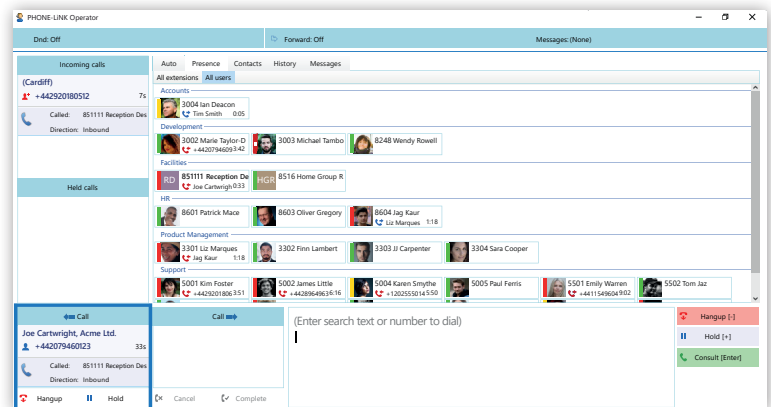 PHONE-LiNK Operator
Dnd: Off
Forward: Off
Messages: (None)
Incoming calls
(Cardiff)
+442920180512 7s
Called: 851111 Reception Des
Direction: Inbound
Held calls
Auto Presence Contacts History Messages
All extensions All users
Accounts
3004 Ian Deacon
Tim Smith 0:05
Development
3002 Marie Taylor-D 3003 Michael Tambo 8248 Wendy Rowell
+4420794609 3:42
Facilities
RD 851111 Reception De HGR 8516 Home Group R
Joe Cartwrigh 0:33
HR
8601 Patrick Mace 8603 Oliver Gregory 8604 Jag Kaur
Liz Marques 1:18
Product Management
3301 Liz Marques 3302 Finn Lambert 3303 JJ Carpenter 3304 Sara Cooper
Jag Kaur 1:18
Support
5001 Kim Foster 5002 James Little 5004 Karen Smythe 5005 Paul Ferris 5501 Emily Warren 5502 Tom Jaz
+4429201806 3:51 +4428964963 6:16 +1202555014 5:50 +4411549604 9:02
Call
Joe Cartwright, Acme Ltd.
+442079460123 33s
Called: 851111 Reception Des
Direction: Inbound
Hangup Hold
Call
Cancel Complete
(Enter search text or number to dial)
Hangup [-]
Hold [+]
Consult [Enter]